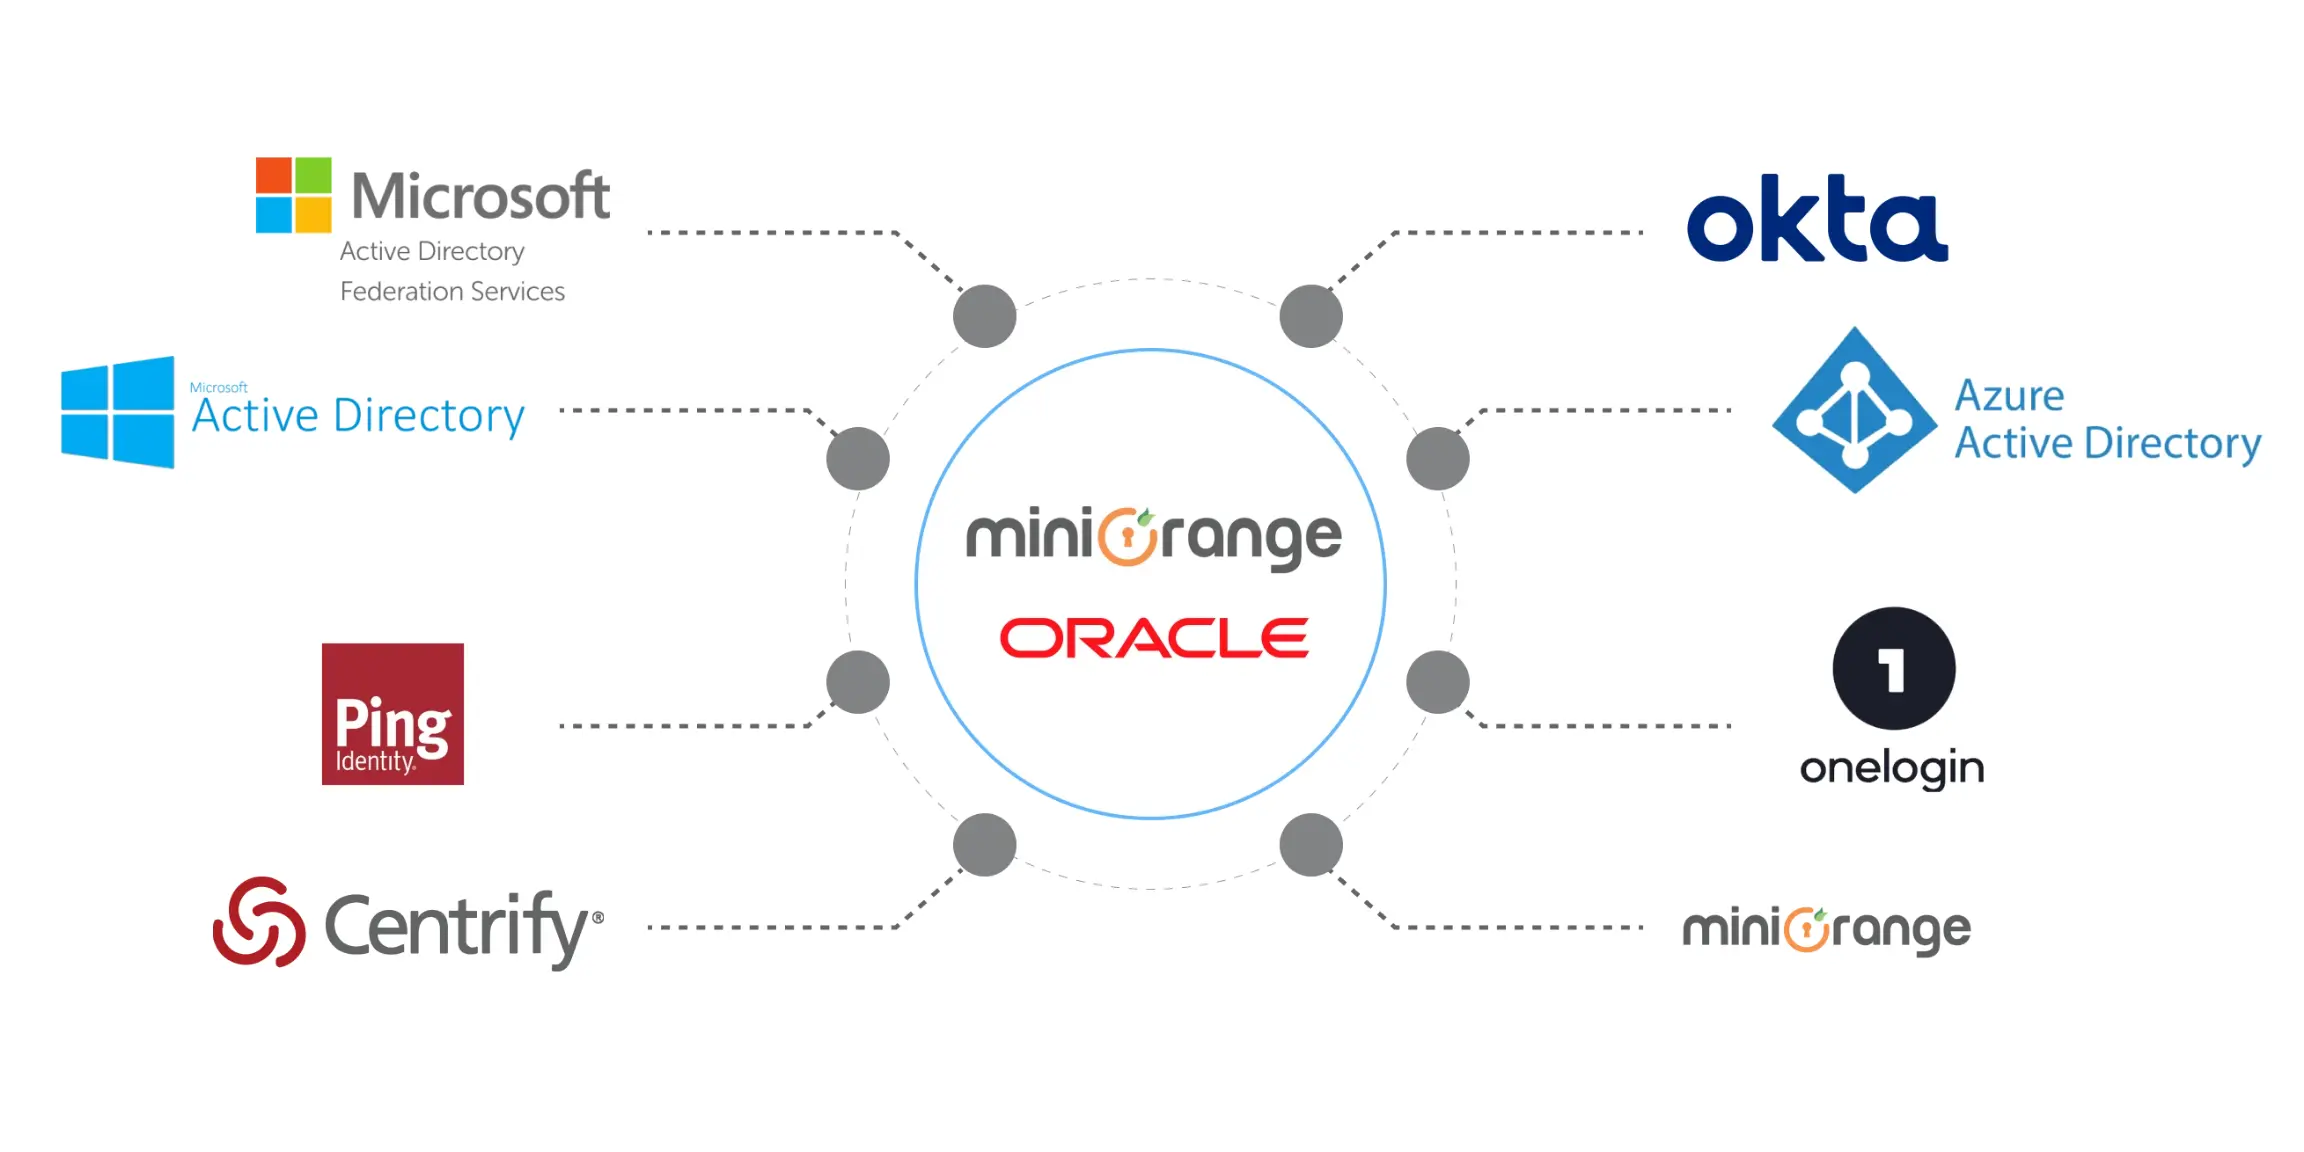 Microsoft
Active Directory
Federation Services
Microsoft
Active Directory
Ping
Identity®
Centrify®
miniorange
ORACLE
okta
Azure
Active Directory
1
onelogin
miniorange